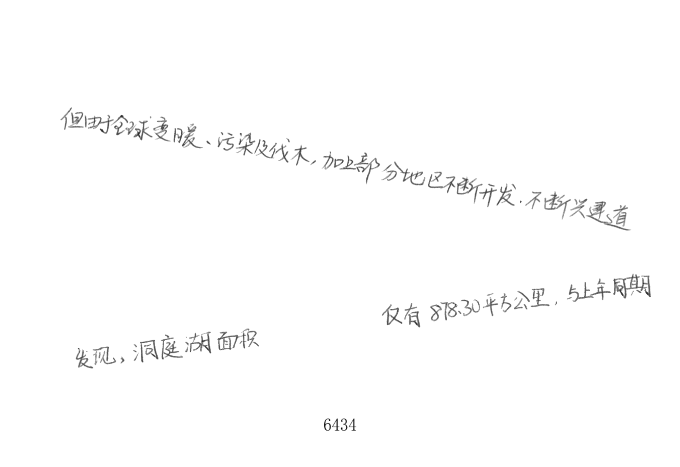 但由于全球变暖、污染及伐木，加上部分地区不断开发．不断兴建道
仅有878.30平方公里，与上年同期
发现，洞庭湖面积
6434